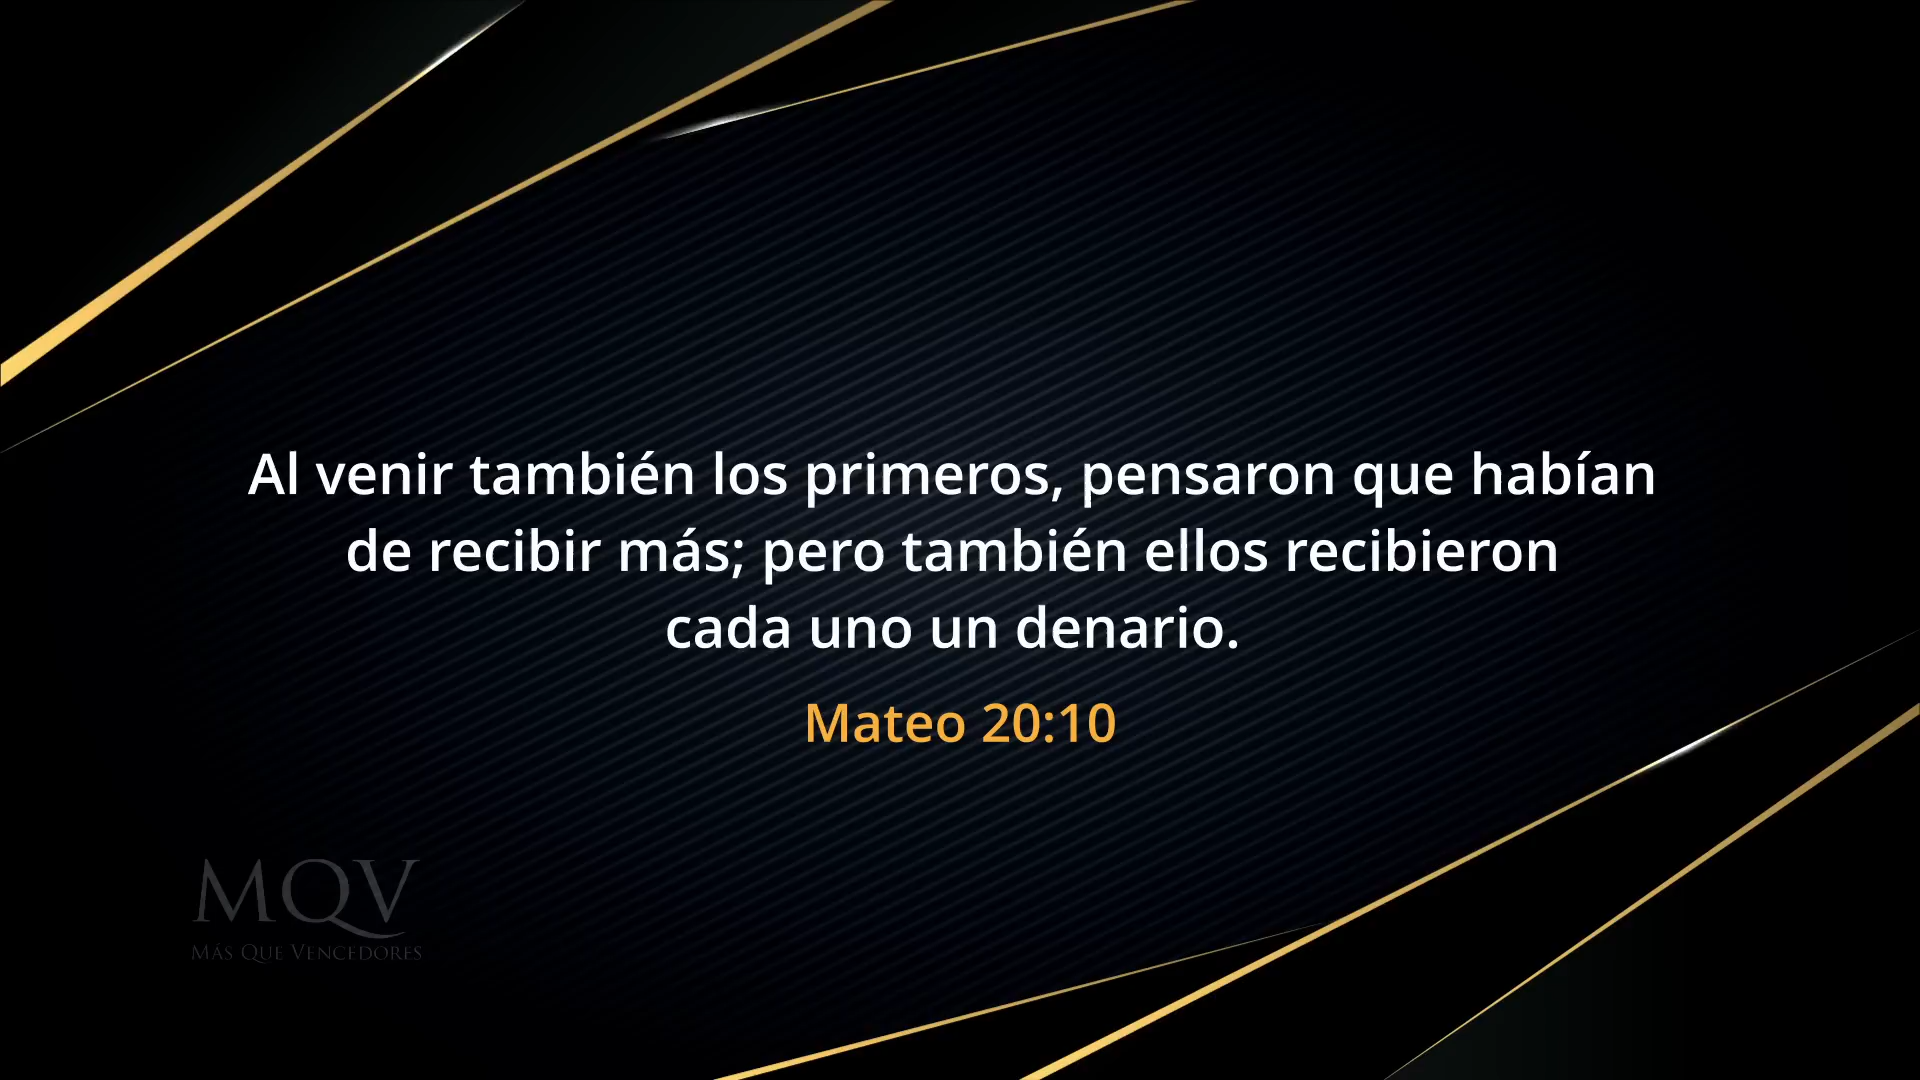 Al venir también los primeros, pensaron que habían
de recibir más; pero también ellos recibieron
cada uno un denario.
Mateo 20:10
MQV
MÁS QUE VENCEDORES